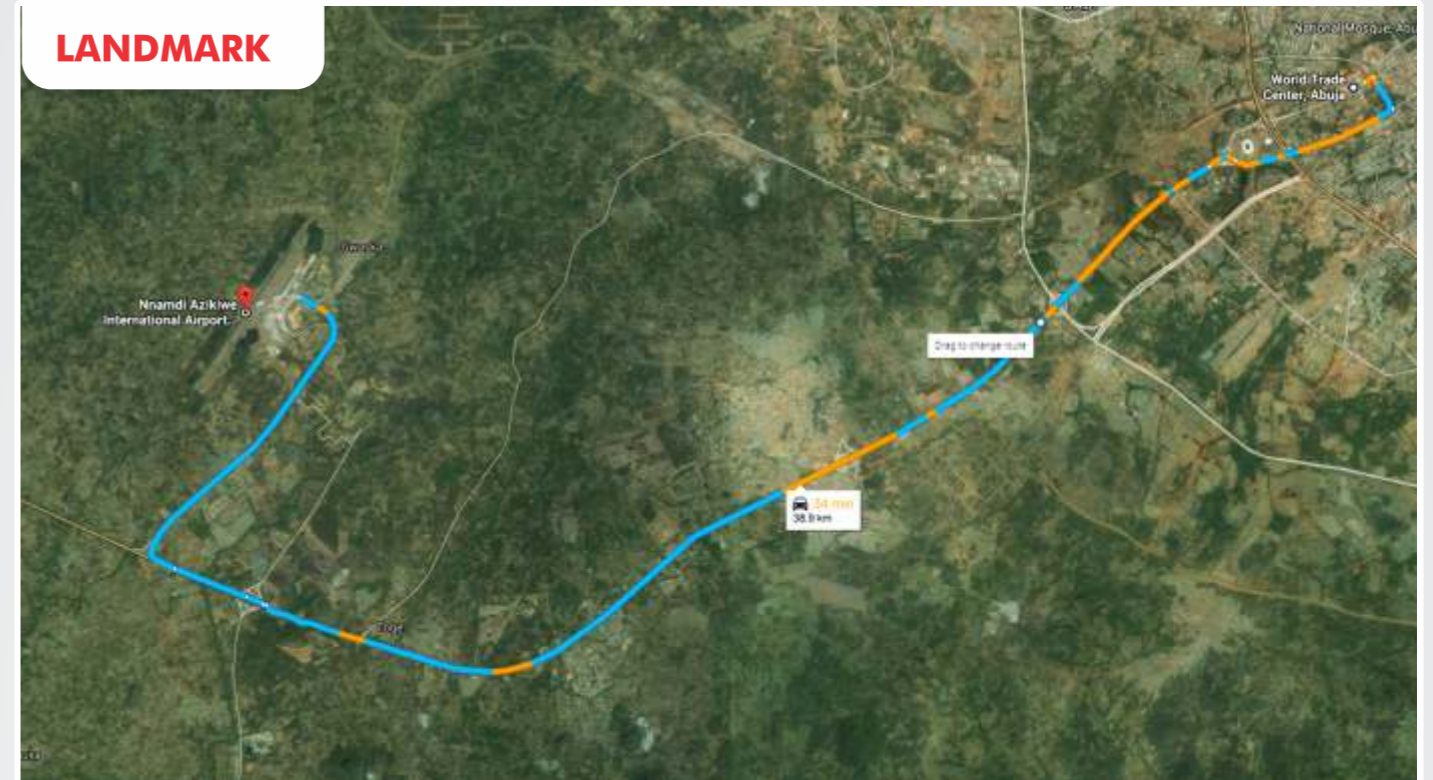 LANDMARK
National Mosque, Abu
World Trade
Center, Abuja
Nnamdi Azikiwe
International Airport
Drag to change route
34 min
38.9 km